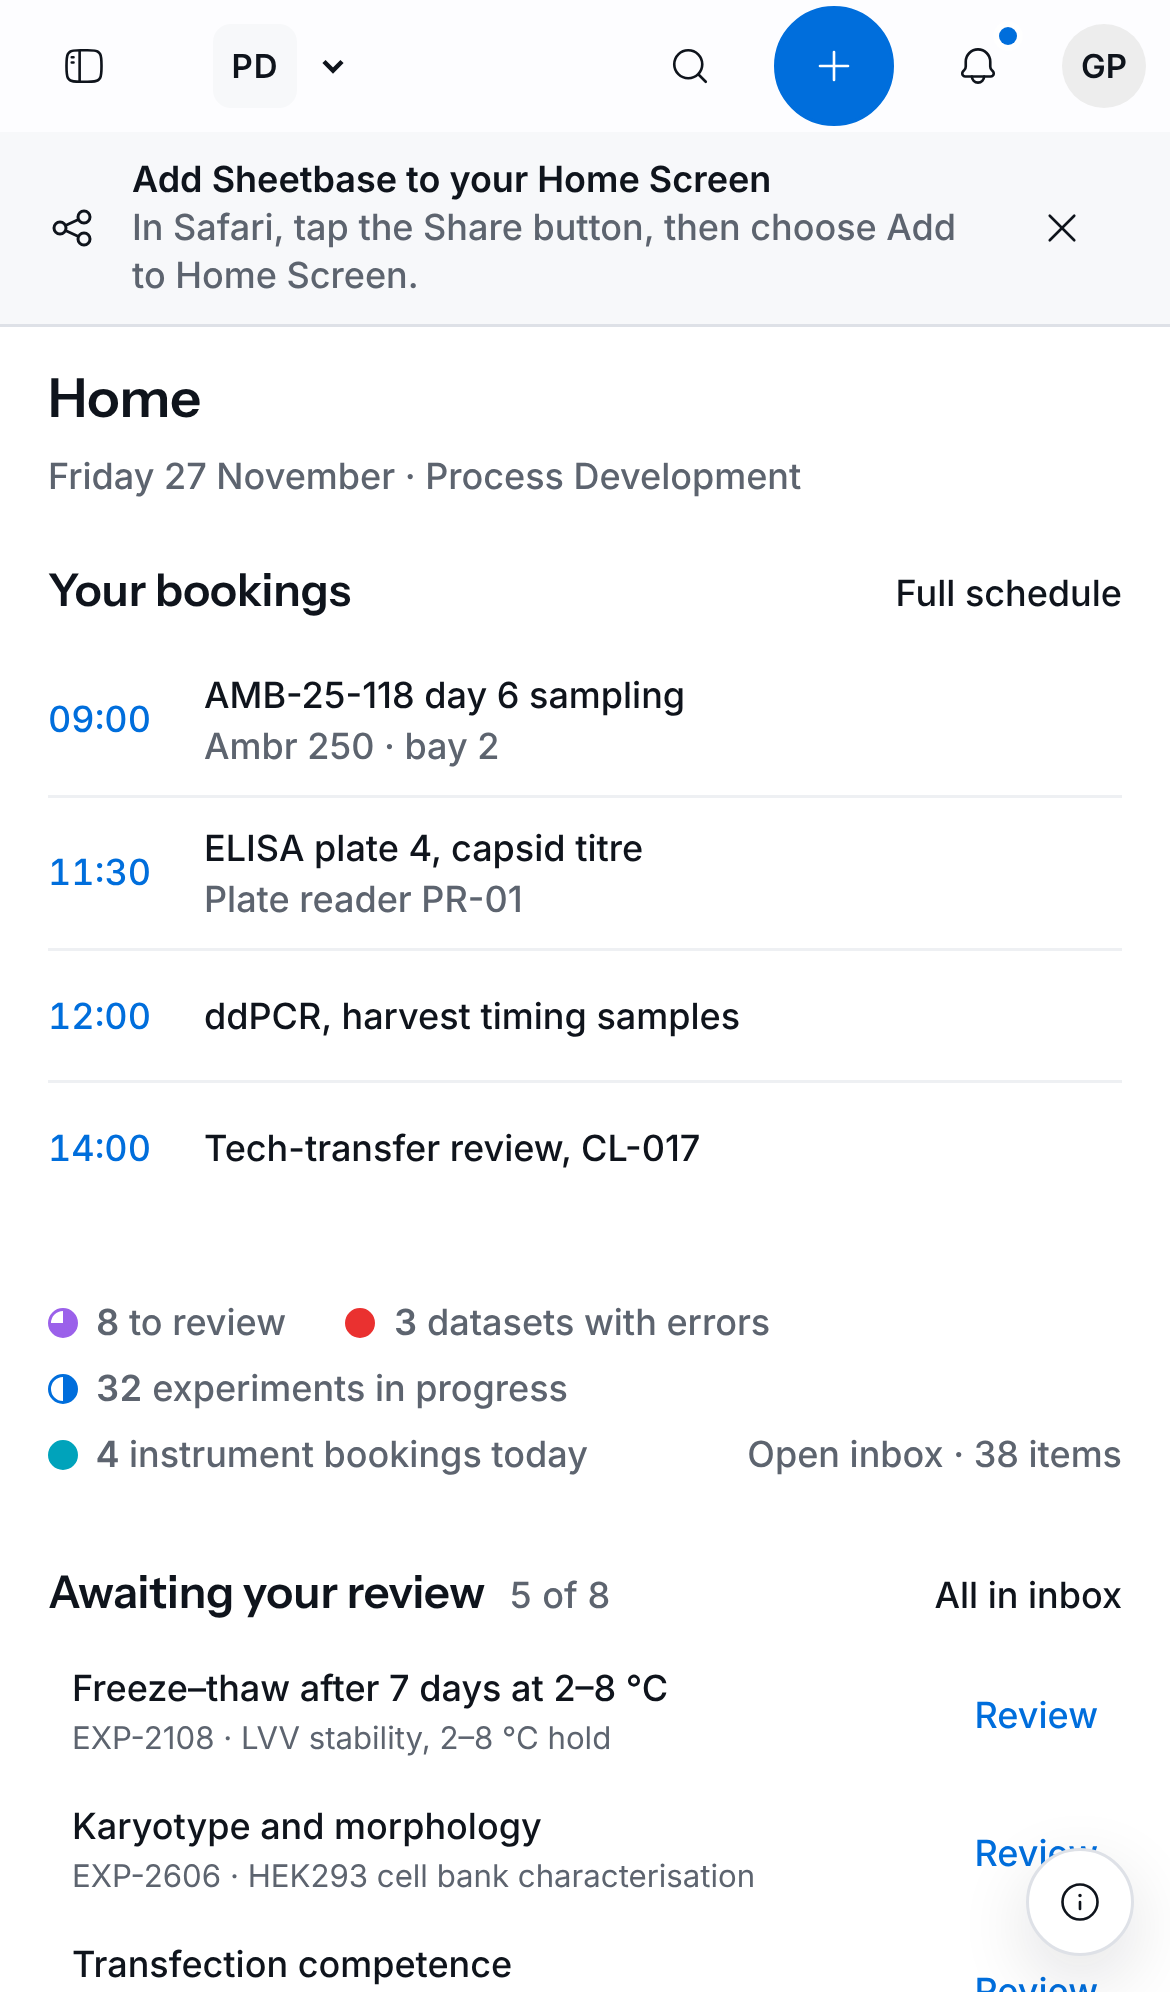 PD
GP
Add Sheetbase to your Home Screen
In Safari, tap the Share button, then choose Add
to Home Screen.
Home
Friday 27 November · Process Development
Your bookings
Full schedule
09:00
AMB-25-118 day 6 sampling
Ambr 250 · bay 2
11:30
ELISA plate 4, capsid titre
Plate reader PR-01
12:00
ddPCR, harvest timing samples
14:00
Tech-transfer review, CL-017
8 to review
3 datasets with errors
32 experiments in progress
4 instrument bookings today
Open inbox · 38 items
Awaiting your review 5 of 8
All in inbox
Freeze–thaw after 7 days at 2–8 °C
EXP-2108 · LVV stability, 2–8 °C hold
Review
Karyotype and morphology
EXP-2606 · HEK293 cell bank characterisation
Review
Transfection competence
Review